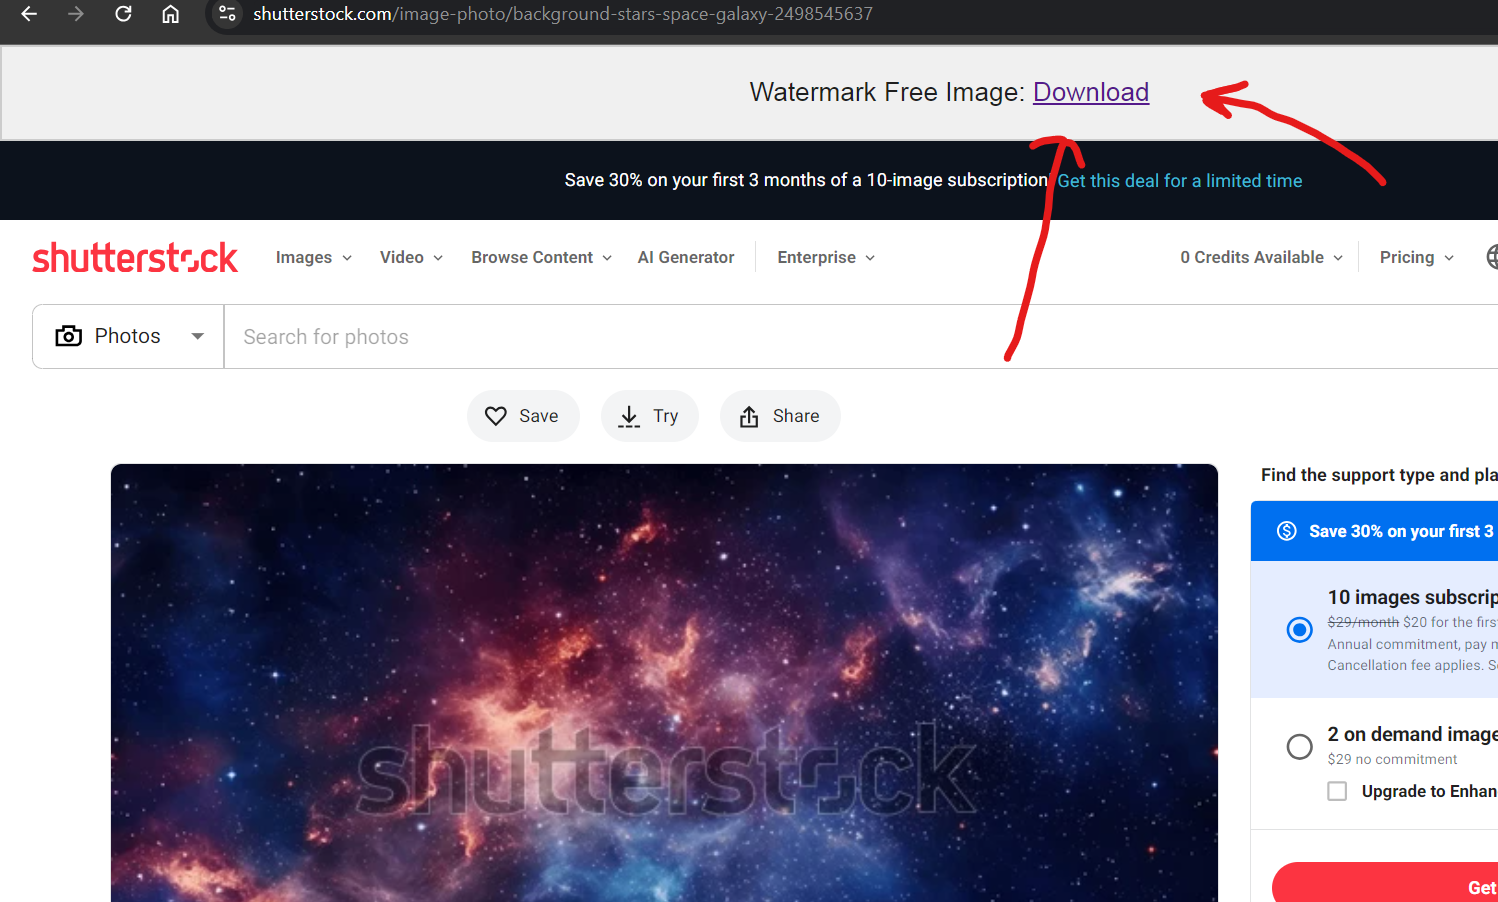 shutterstock.com/image-photo/background-stars-space-galaxy-2498545637
Watermark Free Image: Download
Save 30% on your first 3 months of a 10-image subscription! Get this deal for a limited time
shutterstock Images Video Browse Content AI Generator Enterprise 0 Credits Available Pricing
Photos Search for photos
Save Try Share
Find the support type and pla
Save 30% on your first 3
10 images subscrip
$29/month $20 for the firs
Annual commitment, pay m
Cancellation fee applies. S
shutterstock
2 on demand image
$29 no commitment
Upgrade to Enhan
Get